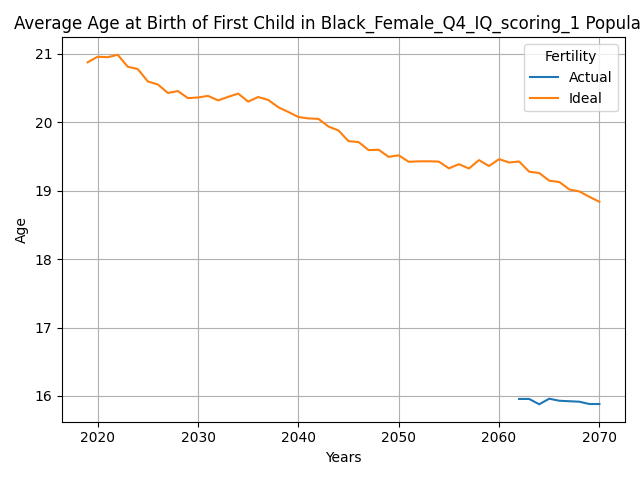 Average Age at Birth of First Child in Black_Female_Q4_IQ_scoring_1 Popula
Fertility
Actual
Ideal
21
20
19
18
17
16
Age
2020 2030 2040 2050 2060 2070
Years